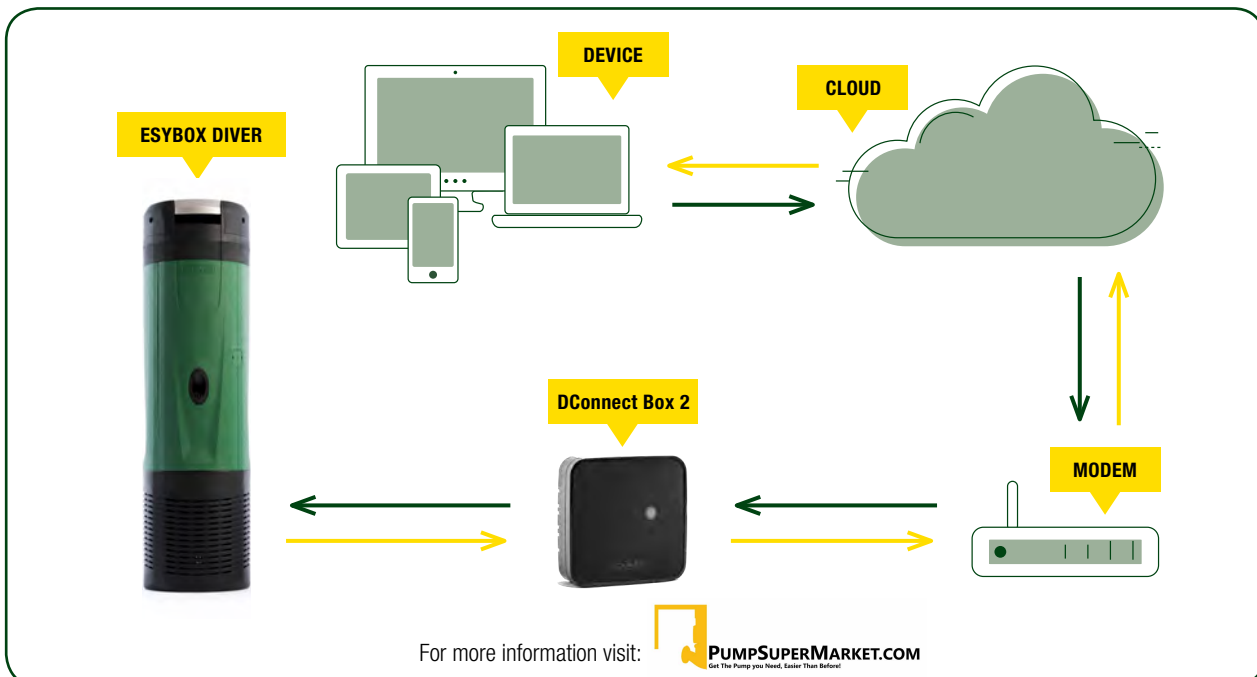 DEVICE
CLOUD
ESYBOX DIVER
DConnect Box 2
MODEM
For more information visit:
PUMPSUPERMARKET.COM
Get The Pump you Need, Easier Than Before!